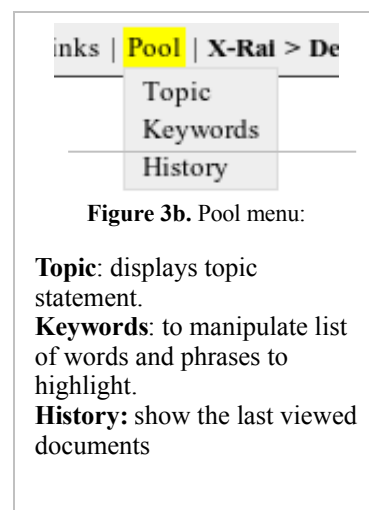 inks | Pool | X-Rai > De
Topic
Keywords
History
Figure 3b. Pool menu:
Topic: displays topic
statement.
Keywords: to manipulate list
of words and phrases to
highlight.
History: show the last viewed
documents